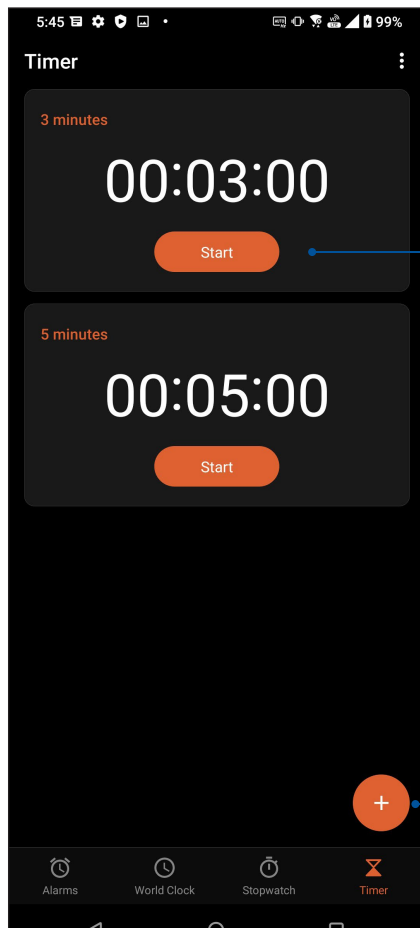 5:45 99%
Timer
3 minutes
00:03:00
Start
5 minutes
00:05:00
Start
+
Alarms World Clock Stopwatch Timer